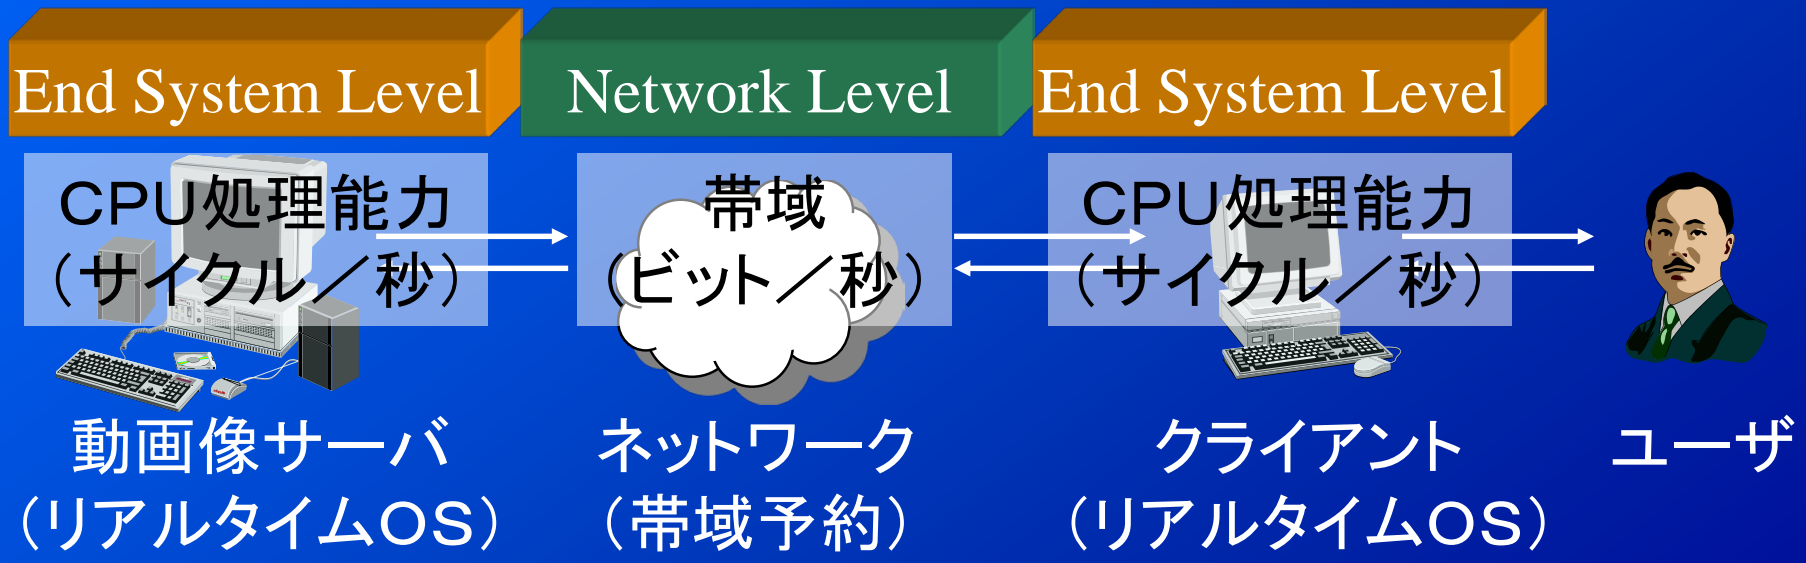 End System Level
Network Level
End System Level
CPU処理能力
（サイクル／秒）
帯域
（ビット／秒）
CPU処理能力
（サイクル／秒）
動画像サーバ
（リアルタイムOS）
ネットワーク
（帯域予約）
クライアント
（リアルタイムOS）
ユーザ